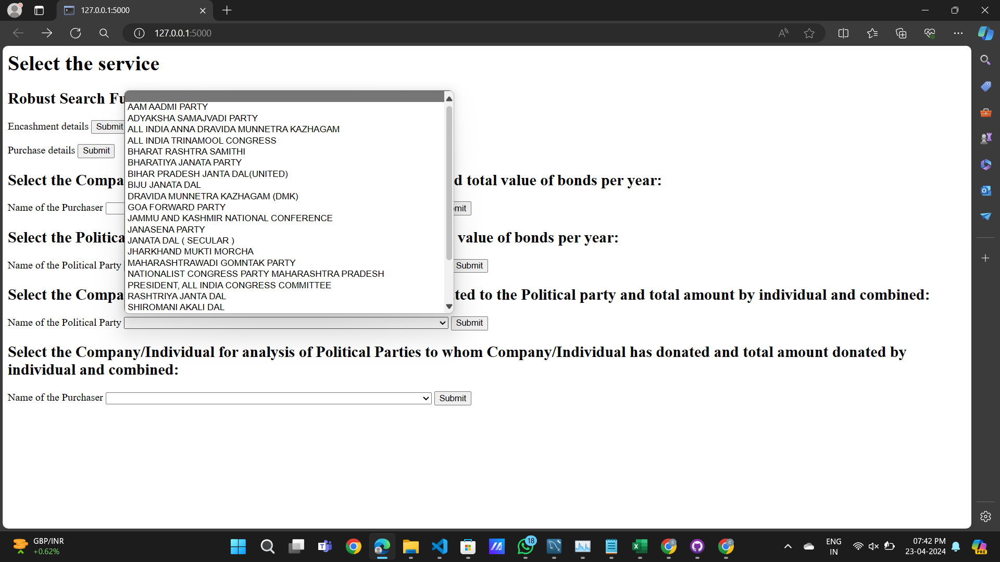 127.0.0.1:5000
127.0.0.1:5000
Select the service
Robust Search Fu
Encashment details Submit
Purchase details Submit
AAM AADMI PARTY
ADYAKSHA SAMAJVADI PARTY
ALL INDIA ANNA DRAVIDA MUNNETRA KAZHAGAM
ALL INDIA TRINAMOOL CONGRESS
BHARAT RASHTRA SAMITHI
BHARATIYA JANATA PARTY
BIHAR PRADESH JANTA DAL(UNITED)
BIJU JANATA DAL
DRAVIDA MUNNETRA KAZHAGAM (DMK)
GOA FORWARD PARTY
JAMMU AND KASHMIR NATIONAL CONFERENCE
JANASENA PARTY
JANATA DAL ( SECULAR )
JHARKHAND MUKTI MORCHA
MAHARASHTRAWADI GOMNTAK PARTY
NATIONALIST CONGRESS PARTY MAHARASHTRA PRADESH
PRESIDENT, ALL INDIA CONGRESS COMMITTEE
RASHTRIYA JANTA DAL
SHIROMANI AKALI DAL
Select the Compa d total value of bonds per year:
Name of the Purchaser mit
Select the Politica value of bonds per year:
Name of the Political Party Submit
Select the Compa ted to the Political party and total amount by individual and combined:
Name of the Political Party Submit
Select the Company/Individual for analysis of Political Parties to whom Company/Individual has donated and total amount donated by
individual and combined:
Name of the Purchaser Submit
GBP/INR
+0.62%
18
S
C
ENG
IN
07:42 PM
23-04-2024
PRE